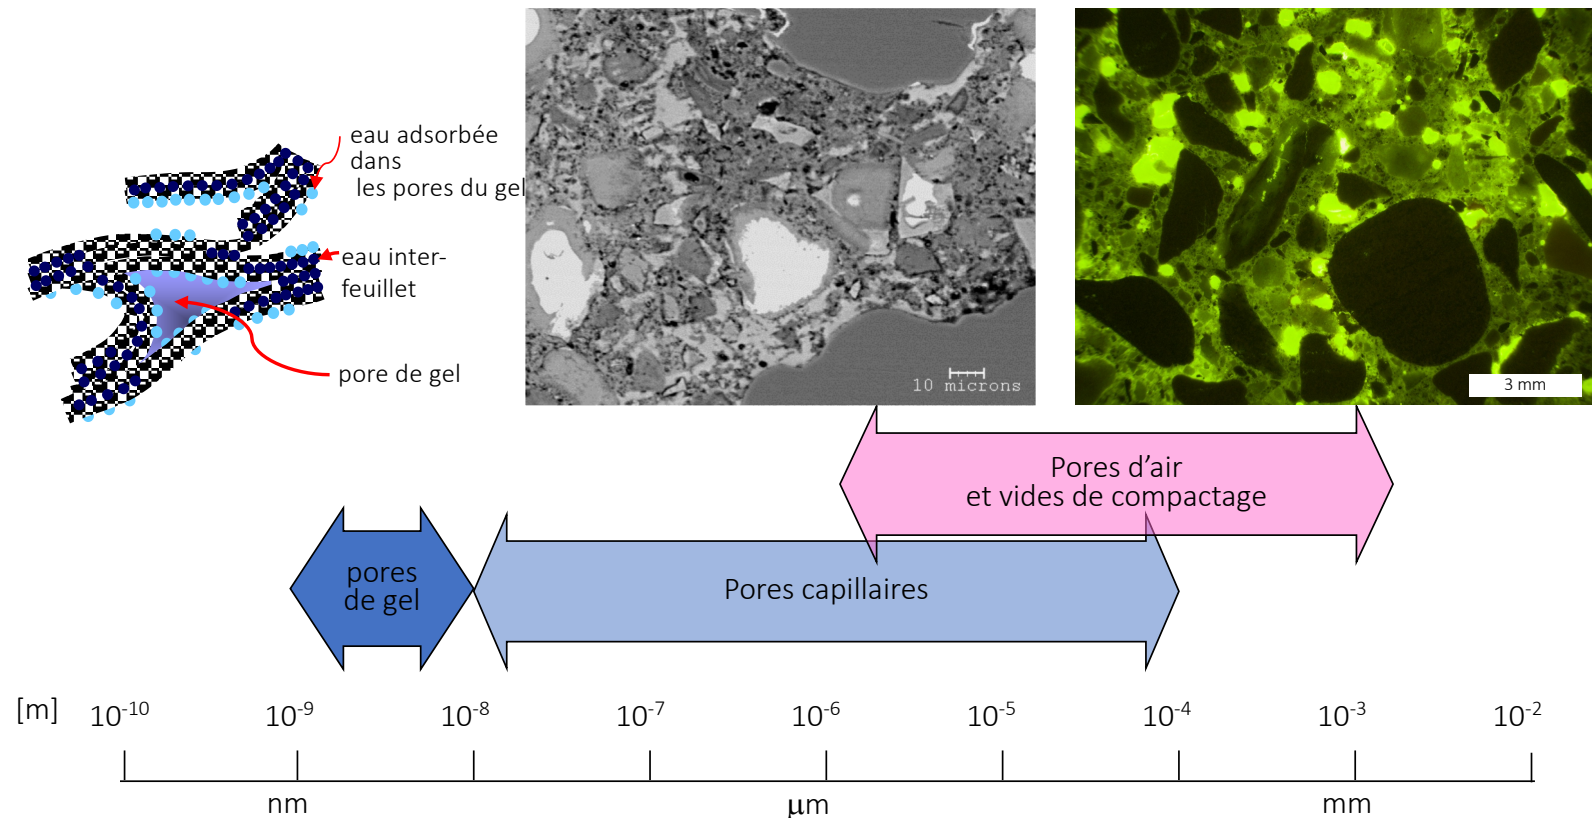 eau adsorbée
dans
les pores du gel
eau inter-
feuillet
pore de gel
10 microns
3 mm
Pores d’air
et vides de compactage
pores
de gel
Pores capillaires
[m] 10⁻¹⁰ 10⁻⁹ 10⁻⁸ 10⁻⁷ 10⁻⁶ 10⁻⁵ 10⁻⁴ 10⁻³ 10⁻²
nm μm mm